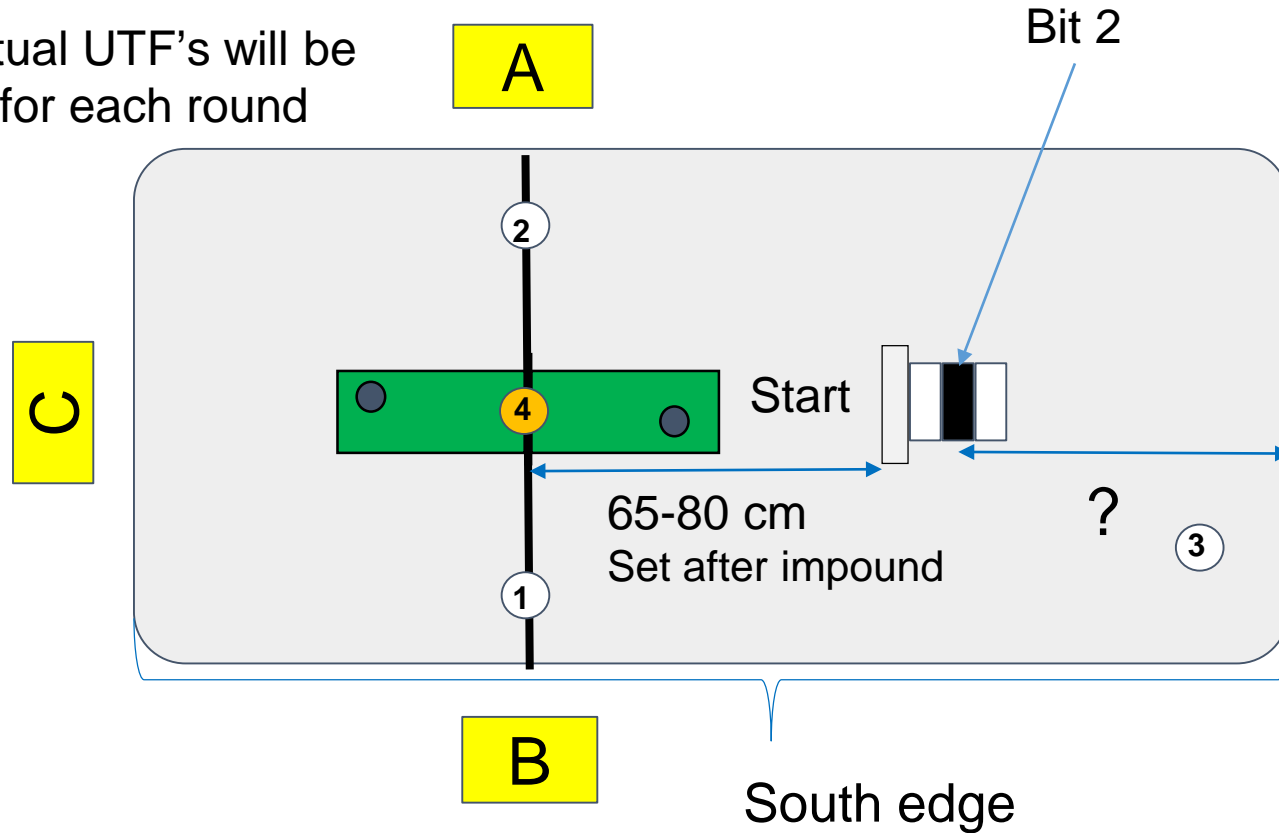 tual UTF's will be
for each round
A
Bit 2
2
C
4
Start
65-80 cm
Set after impound
?
3
1
B
South edge